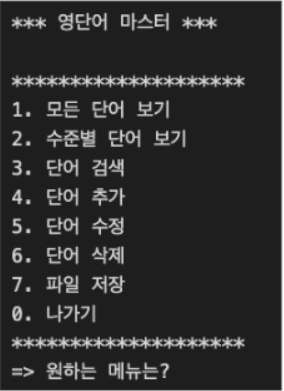 *** 영단어 마스터 ***
********************
1. 모든 단어 보기
2. 수준별 단어 보기
3. 단어 검색
4. 단어 추가
5. 단어 수정
6. 단어 삭제
7. 파일 저장
0. 나가기
********************
=> 원하는 메뉴는?